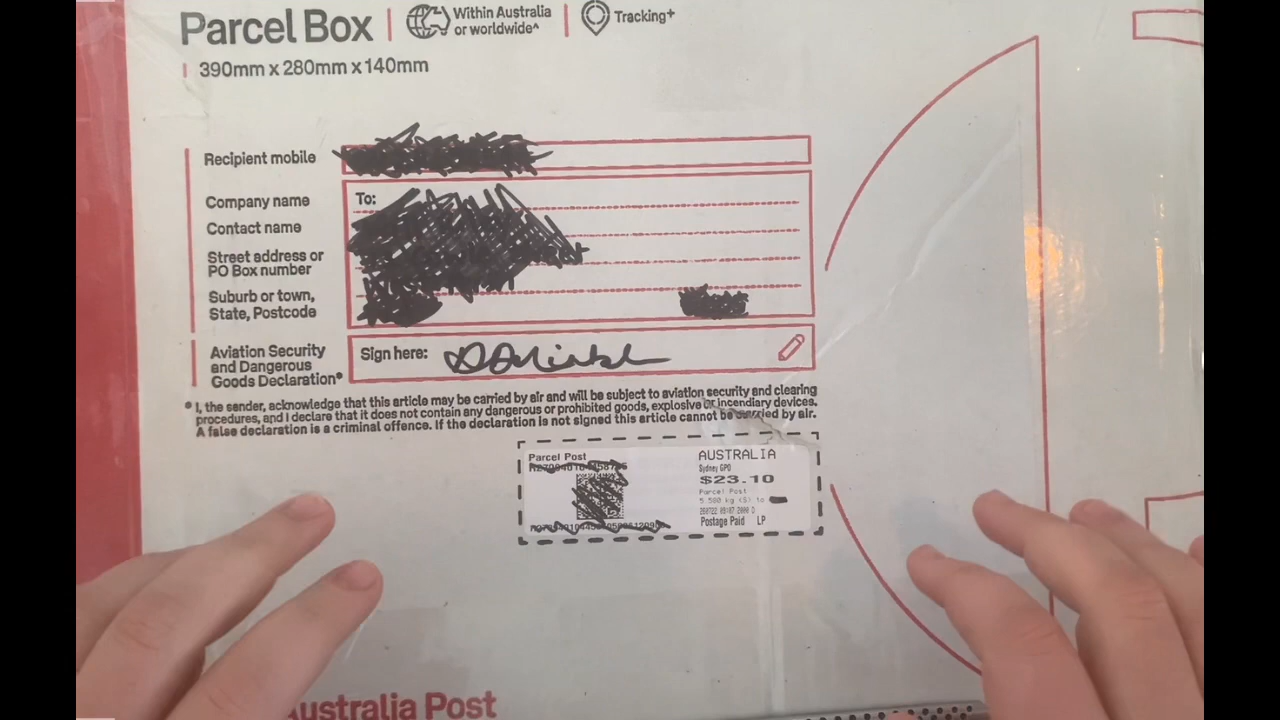 Parcel Box
Within Australia
or worldwide^
Tracking+
390mm x 280mm x 140mm
Recipient mobile
Company name
To:
Contact name
Street address or
PO Box number
Suburb or town,
State, Postcode
Aviation Security
and Dangerous
Goods Declaration*
Sign here:
* I, the sender, acknowledge that this article may be carried by air and will be subject to aviation security and clearing
procedures, and I declare that it does not contain any dangerous or prohibited goods, explosive or incendiary devices.
A false declaration is a criminal offence. If the declaration is not signed this article cannot be carried by air.
Parcel Post
AUSTRALIA
Sydney GPO
$23.10
Parcel Post
5.580 kg (S) to
Postage Paid LP
ustralia Post